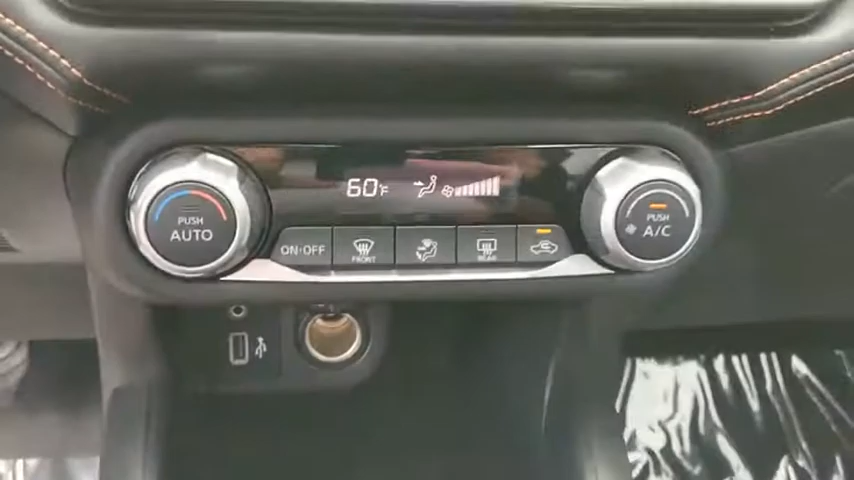 60°F
PUSH
AUTO
ON·OFF
FRONT
REAR
PUSH
A/C